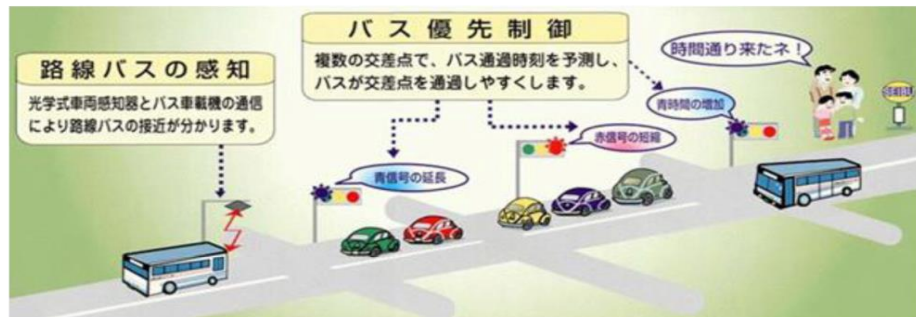 路線バスの感知
光学式車両感知器とバス車載機の通信
により路線バスの接近が分かります。
バス優先制御
複数の交差点で、バス通過時刻を予測し、
バスが交差点を通過しやすくします。
青信号の延長
赤信号の短縮
青時間の増加
時間通り来たネ!
SEIBU